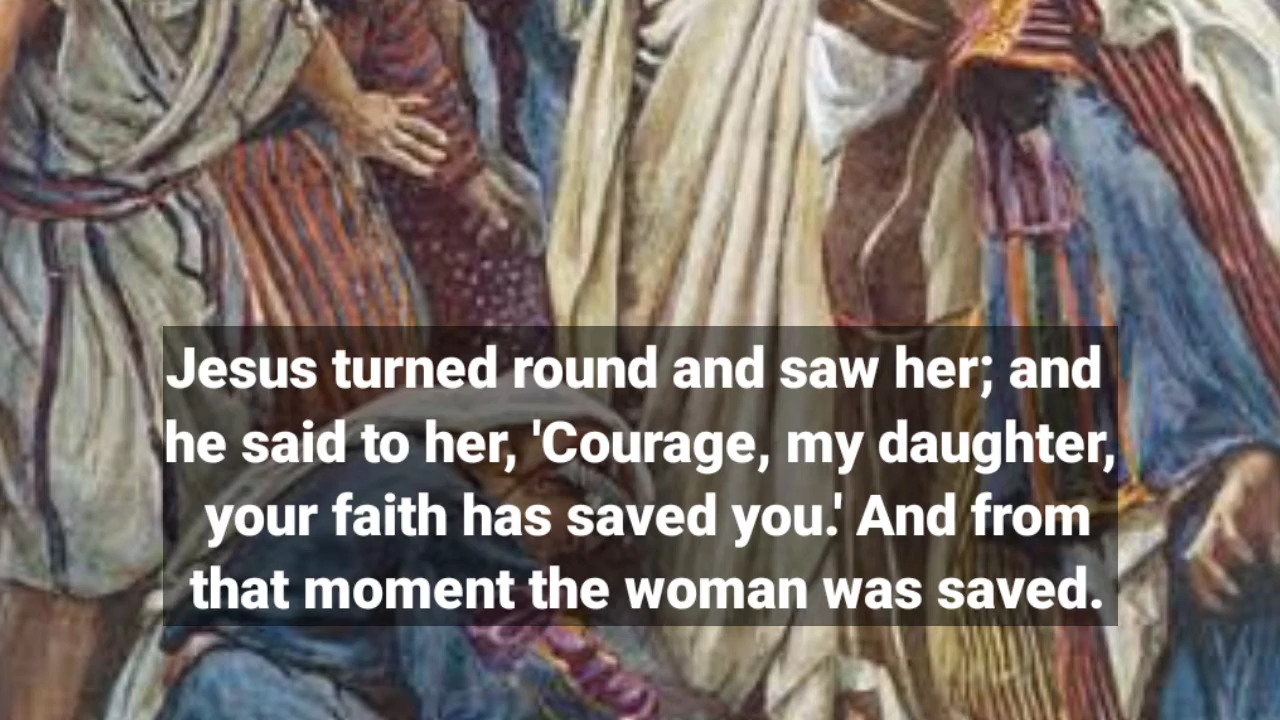 Jesus turned round and saw her; and
he said to her, 'Courage, my daughter,
your faith has saved you.' And from
that moment the woman was saved.